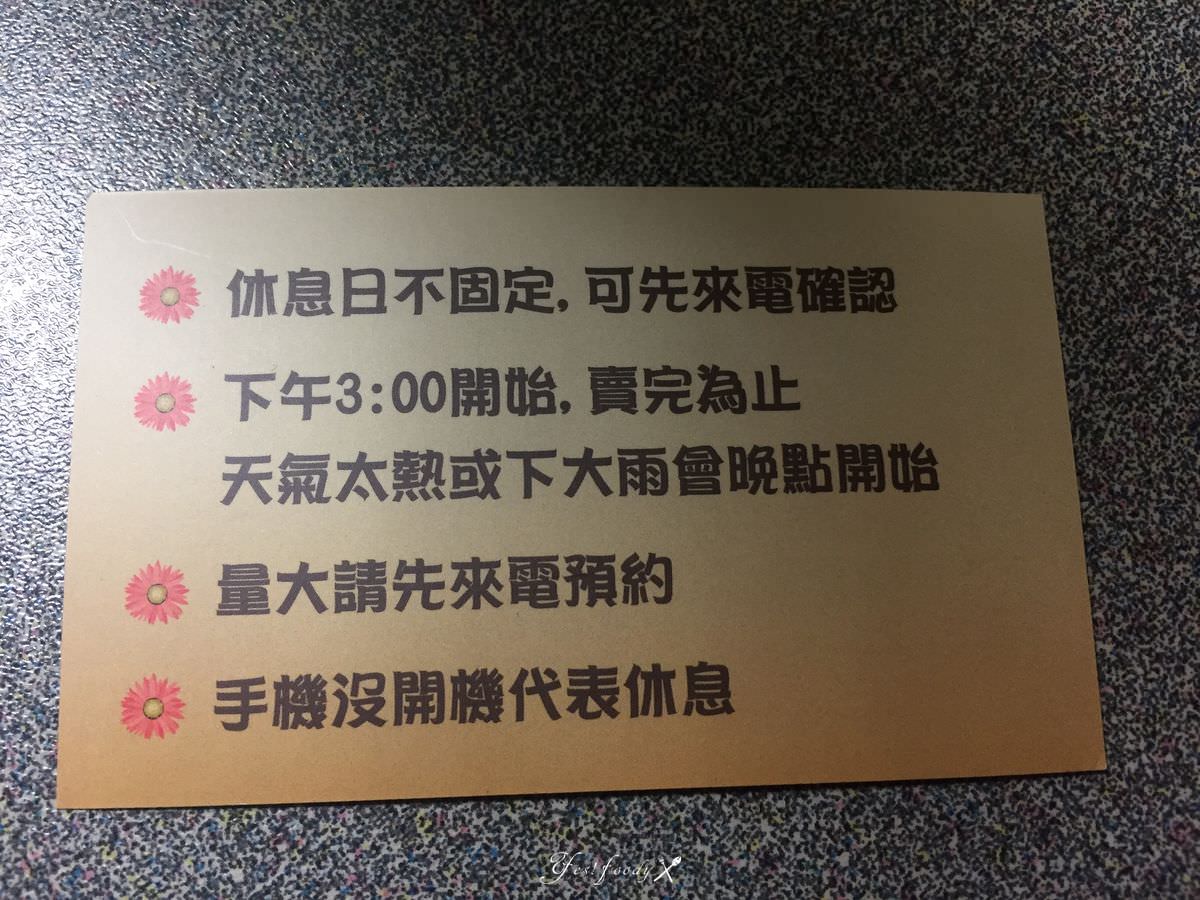 休息日不固定,可先來電確認
下午3:00開始,賣完為止
天氣太熱或下大雨會晚點開始
量大請先來電預約
手機沒開機代表休息
Yes! foody